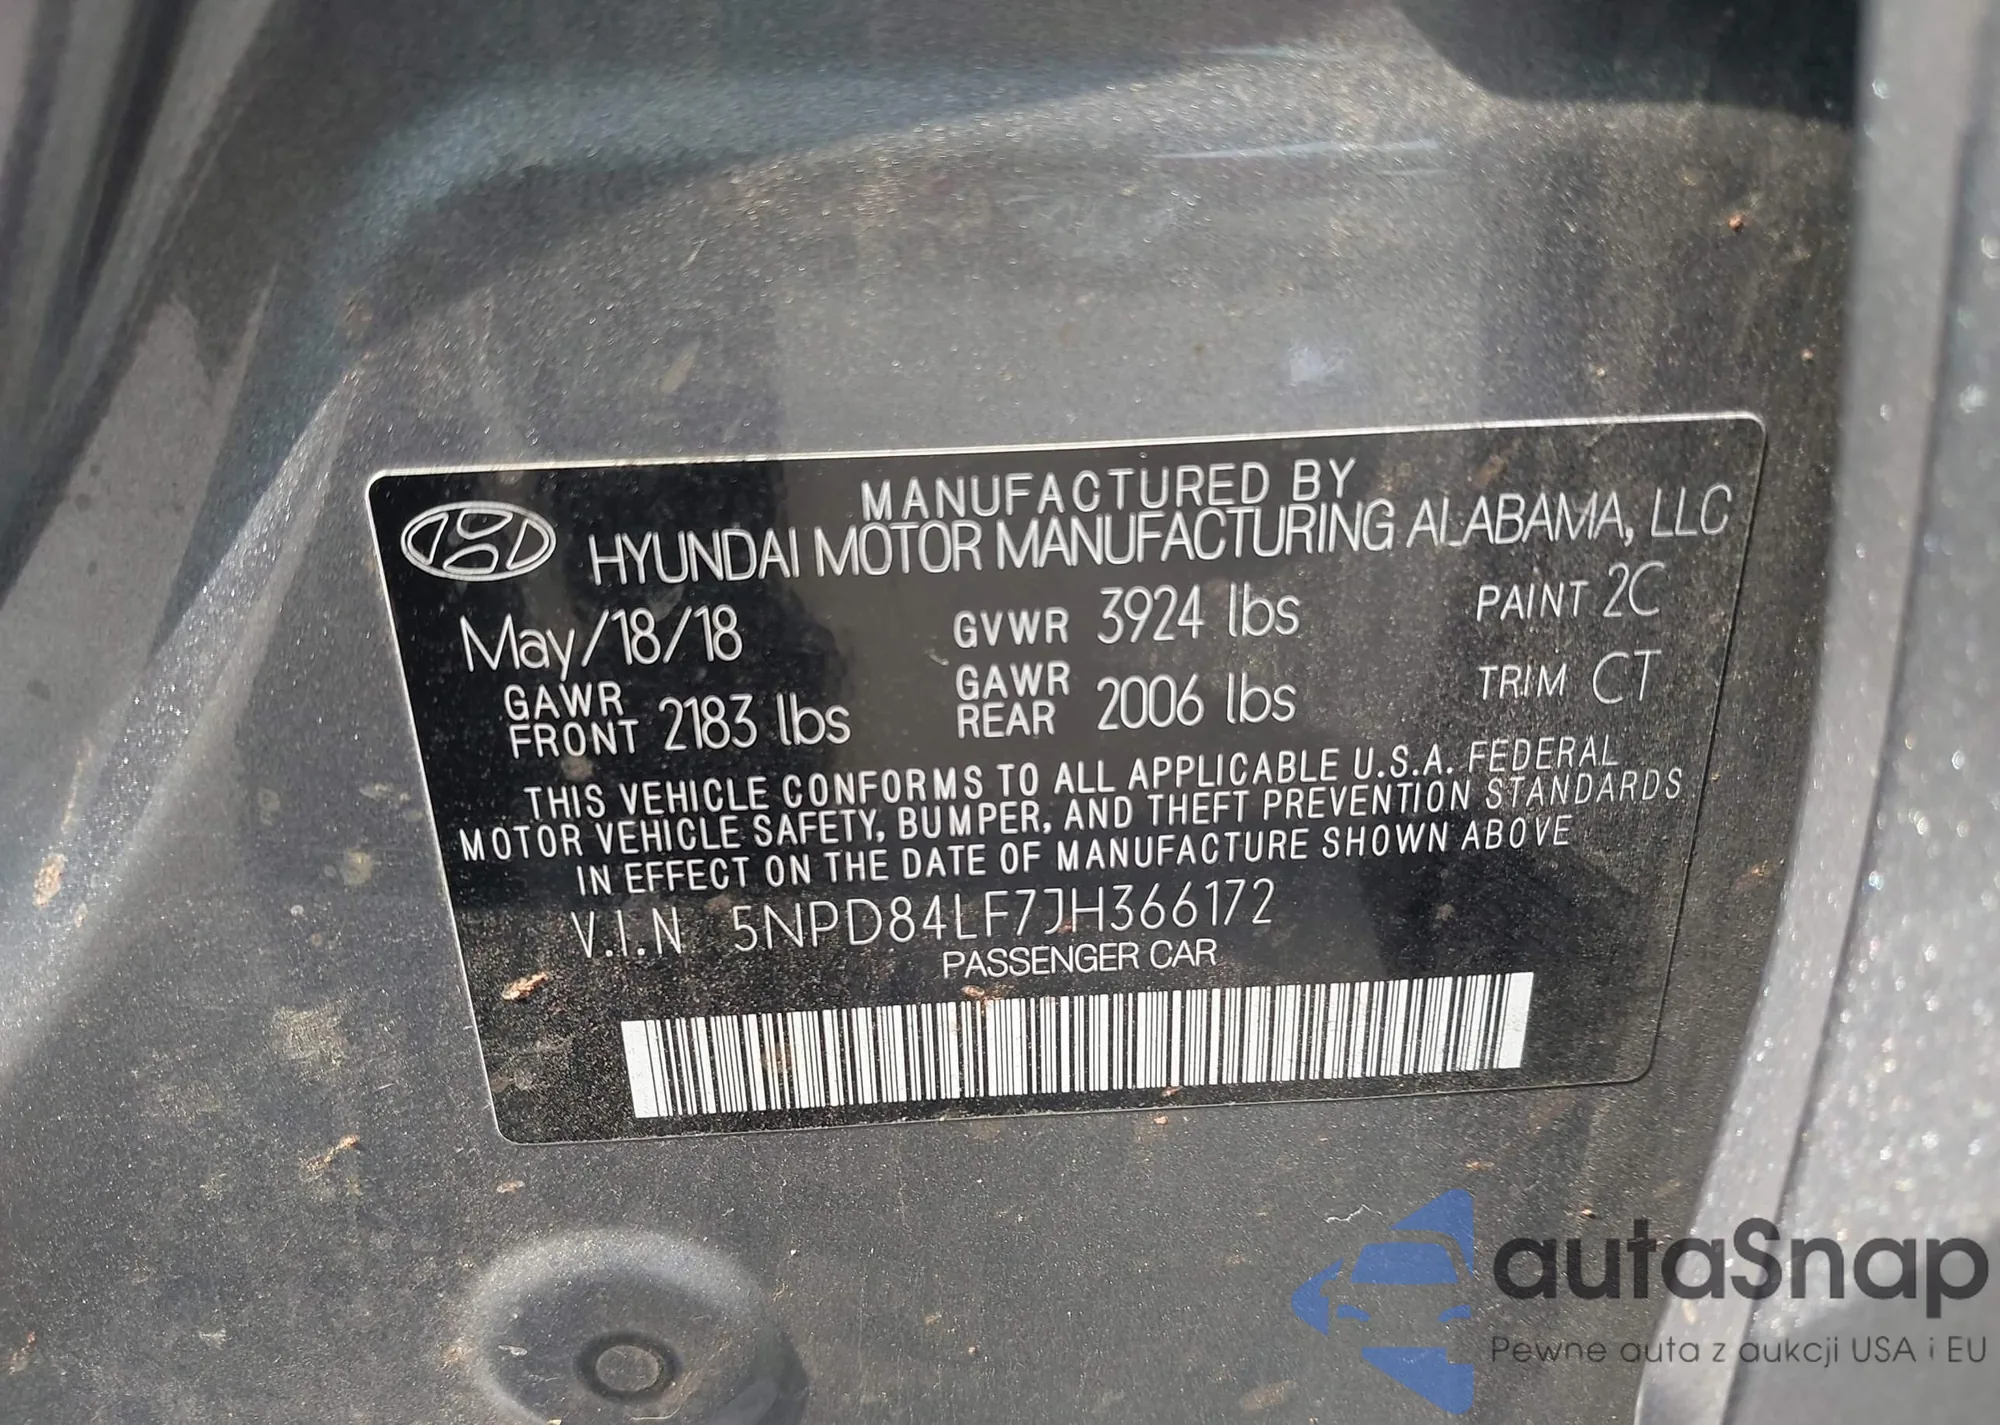 MANUFACTURED BY
HYUNDAI MOTOR MANUFACTURING ALABAMA, LLC
May/18/18 GVWR 3924 lbs PAINT 2C
GAWR FRONT 2183 lbs GAWR REAR 2006 lbs TRIM CT
THIS VEHICLE CONFORMS TO ALL APPLICABLE U.S.A. FEDERAL
MOTOR VEHICLE SAFETY, BUMPER, AND THEFT PREVENTION STANDARDS
IN EFFECT ON THE DATE OF MANUFACTURE SHOWN ABOVE
V.I.N 5NPD84LF7JH366172
PASSENGER CAR
autaSnap
Pewne auta z aukcji USA i EU